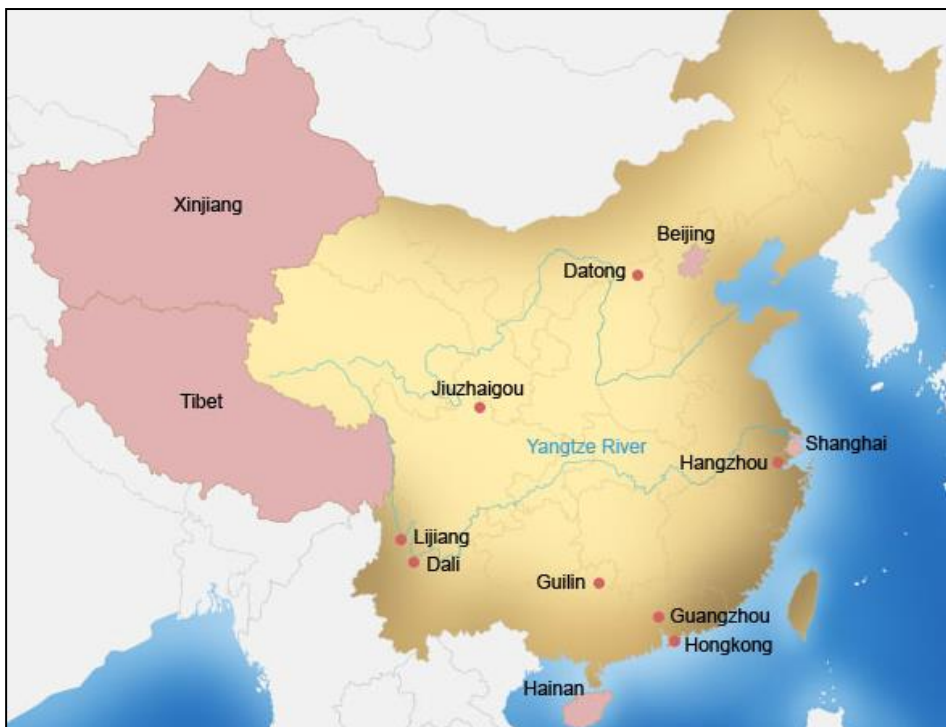 Xinjiang
Beijing
Datong
Jiuzhaigou
Tibet
Yangtze River
Shanghai
Hangzhou
Lijiang
Dali
Guilin
Guangzhou
Hongkong
Hainan